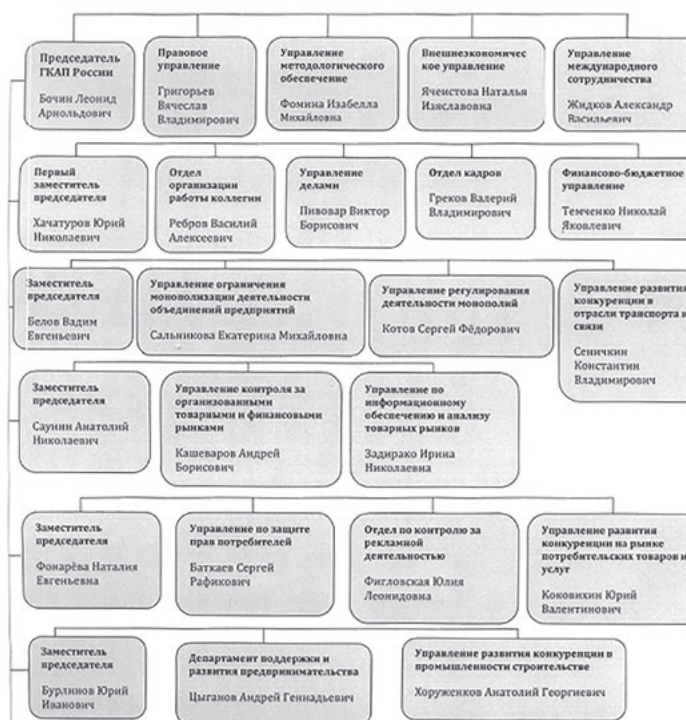 Председатель
ГКАП России
Бочин Леонид
Арнольдович
Правовое
управление
Григорьев
Вячеслав
Владимирович
Управление
методологического
обеспечение
Фомина Изабелла
Михайловна
Внешнеэкономичес
кое управление
Ячеистова Наталья
Изяславовна
Управление
международного
сотрудничества
Жидков Александр
Васильевич
Первый
заместитель
председателя
Хачатуров Юрий
Николаевич
Отдел
организации
работы коллегии
Ребров Василий
Алексеевич
Управление
делами
Пивовар Виктор
Борисович
Отдел кадров
Греков Валерий
Владимирович
Финансово-бюджетное
управление
Темченко Николай
Яковлевич
Заместитель
председателя
Белов Вадим
Евгеньевич
Управление ограничения
монополизации деятельности
объединений предприятий
Сальникова Екатерина Михайловна
Управление регулирования
деятельности монополий
Котов Сергей Фёдорович
Управление развития
конкуренции в
отрасли транспорта и
связи
Сеничкин
Константин
Владимирович
Заместитель
председателя
Саунин Анатолий
Николаевич
Управление контроля за
организованными
товарными и финансовыми
рынками
Кашеваров Андрей
Борисович
Управление по
информационному
обеспечению и анализу
товарных рынков
Задирако Ирина
Николаевна
Заместитель
председателя
Фонарёва Наталия
Евгеньевна
Управление по защите
прав потребителей
Баткаев Сергей
Рафикович
Отдел по контролю за
рекламной
деятельностью
Фигловская Юлия
Леонидовна
Управление развития
конкуренции на рынке
потребительских товаров и
услуг
Коковихин Юрий
Валентинович
Заместитель
председателя
Бурлинов Юрий
Иванович
Департамент поддержки и
развития предпринимательства
Цыганов Андрей Геннадьевич
Управление развития конкуренции в
промышленности строительстве
Хоруженков Анатолий Георгиевич